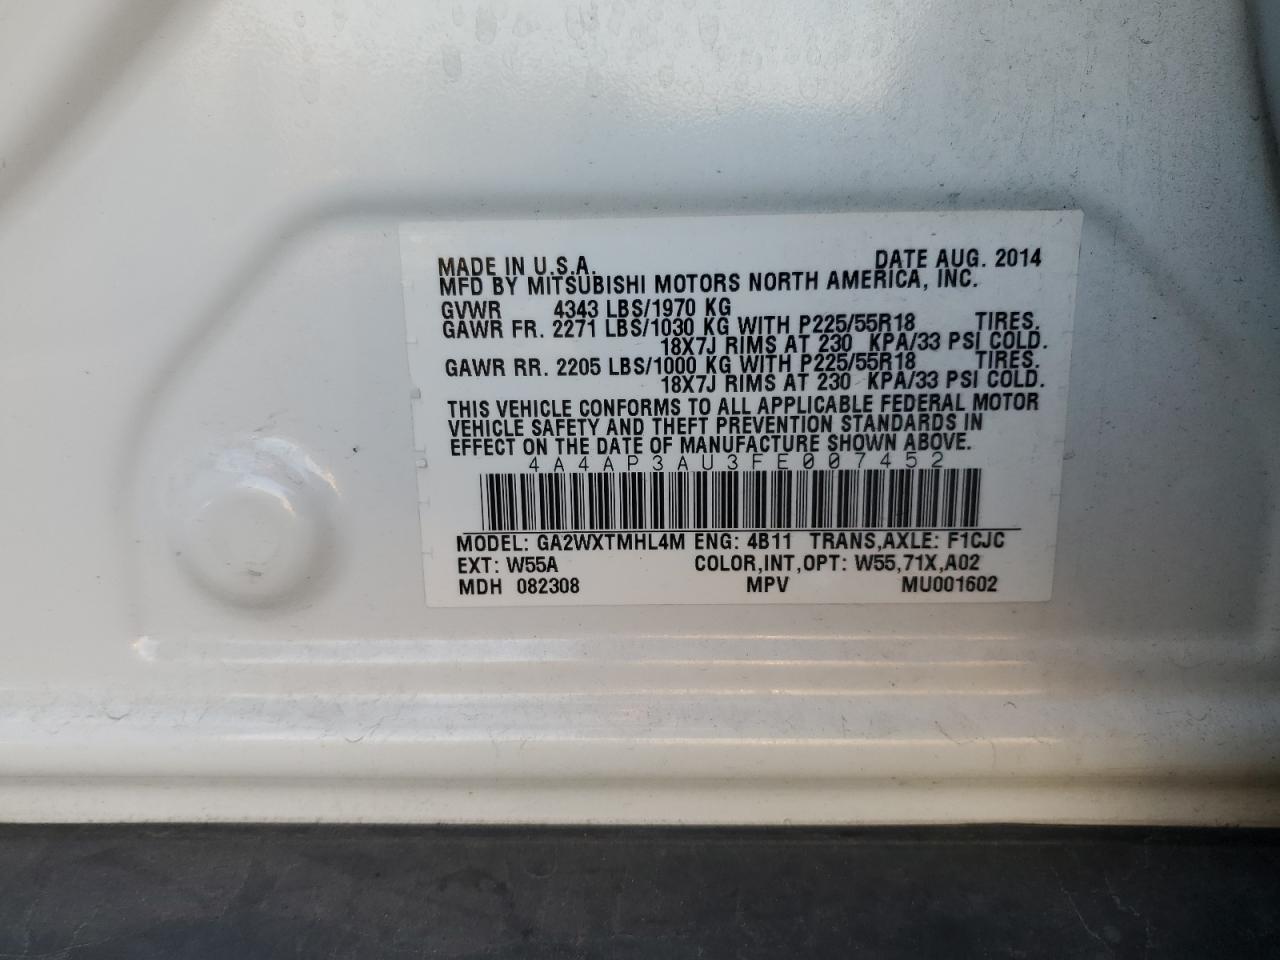 MADE IN U.S.A. DATE AUG. 2014
MFD BY MITSUBISHI MOTORS NORTH AMERICA, INC.
GVWR 4343 LBS/1970 KG
GAWR FR. 2271 LBS/1030 KG WITH P225/55R18 TIRES.
18X7J RIMS AT 230 KPA/33 PSI COLD.
GAWR RR. 2205 LBS/1000 KG WITH P225/55R18 TIRES.
18X7J RIMS AT 230 KPA/33 PSI COLD.
THIS VEHICLE CONFORMS TO ALL APPLICABLE FEDERAL MOTOR
VEHICLE SAFETY AND THEFT PREVENTION STANDARDS IN
EFFECT ON THE DATE OF MANUFACTURE SHOWN ABOVE.
4A4AP3AU3FE007452
MODEL: GA2WXTMHL4M ENG: 4B11 TRANS,AXLE: F1CJC
EXT: W55A COLOR,INT,OPT: W55,71X,A02
MDH 082308 MPV MU001602